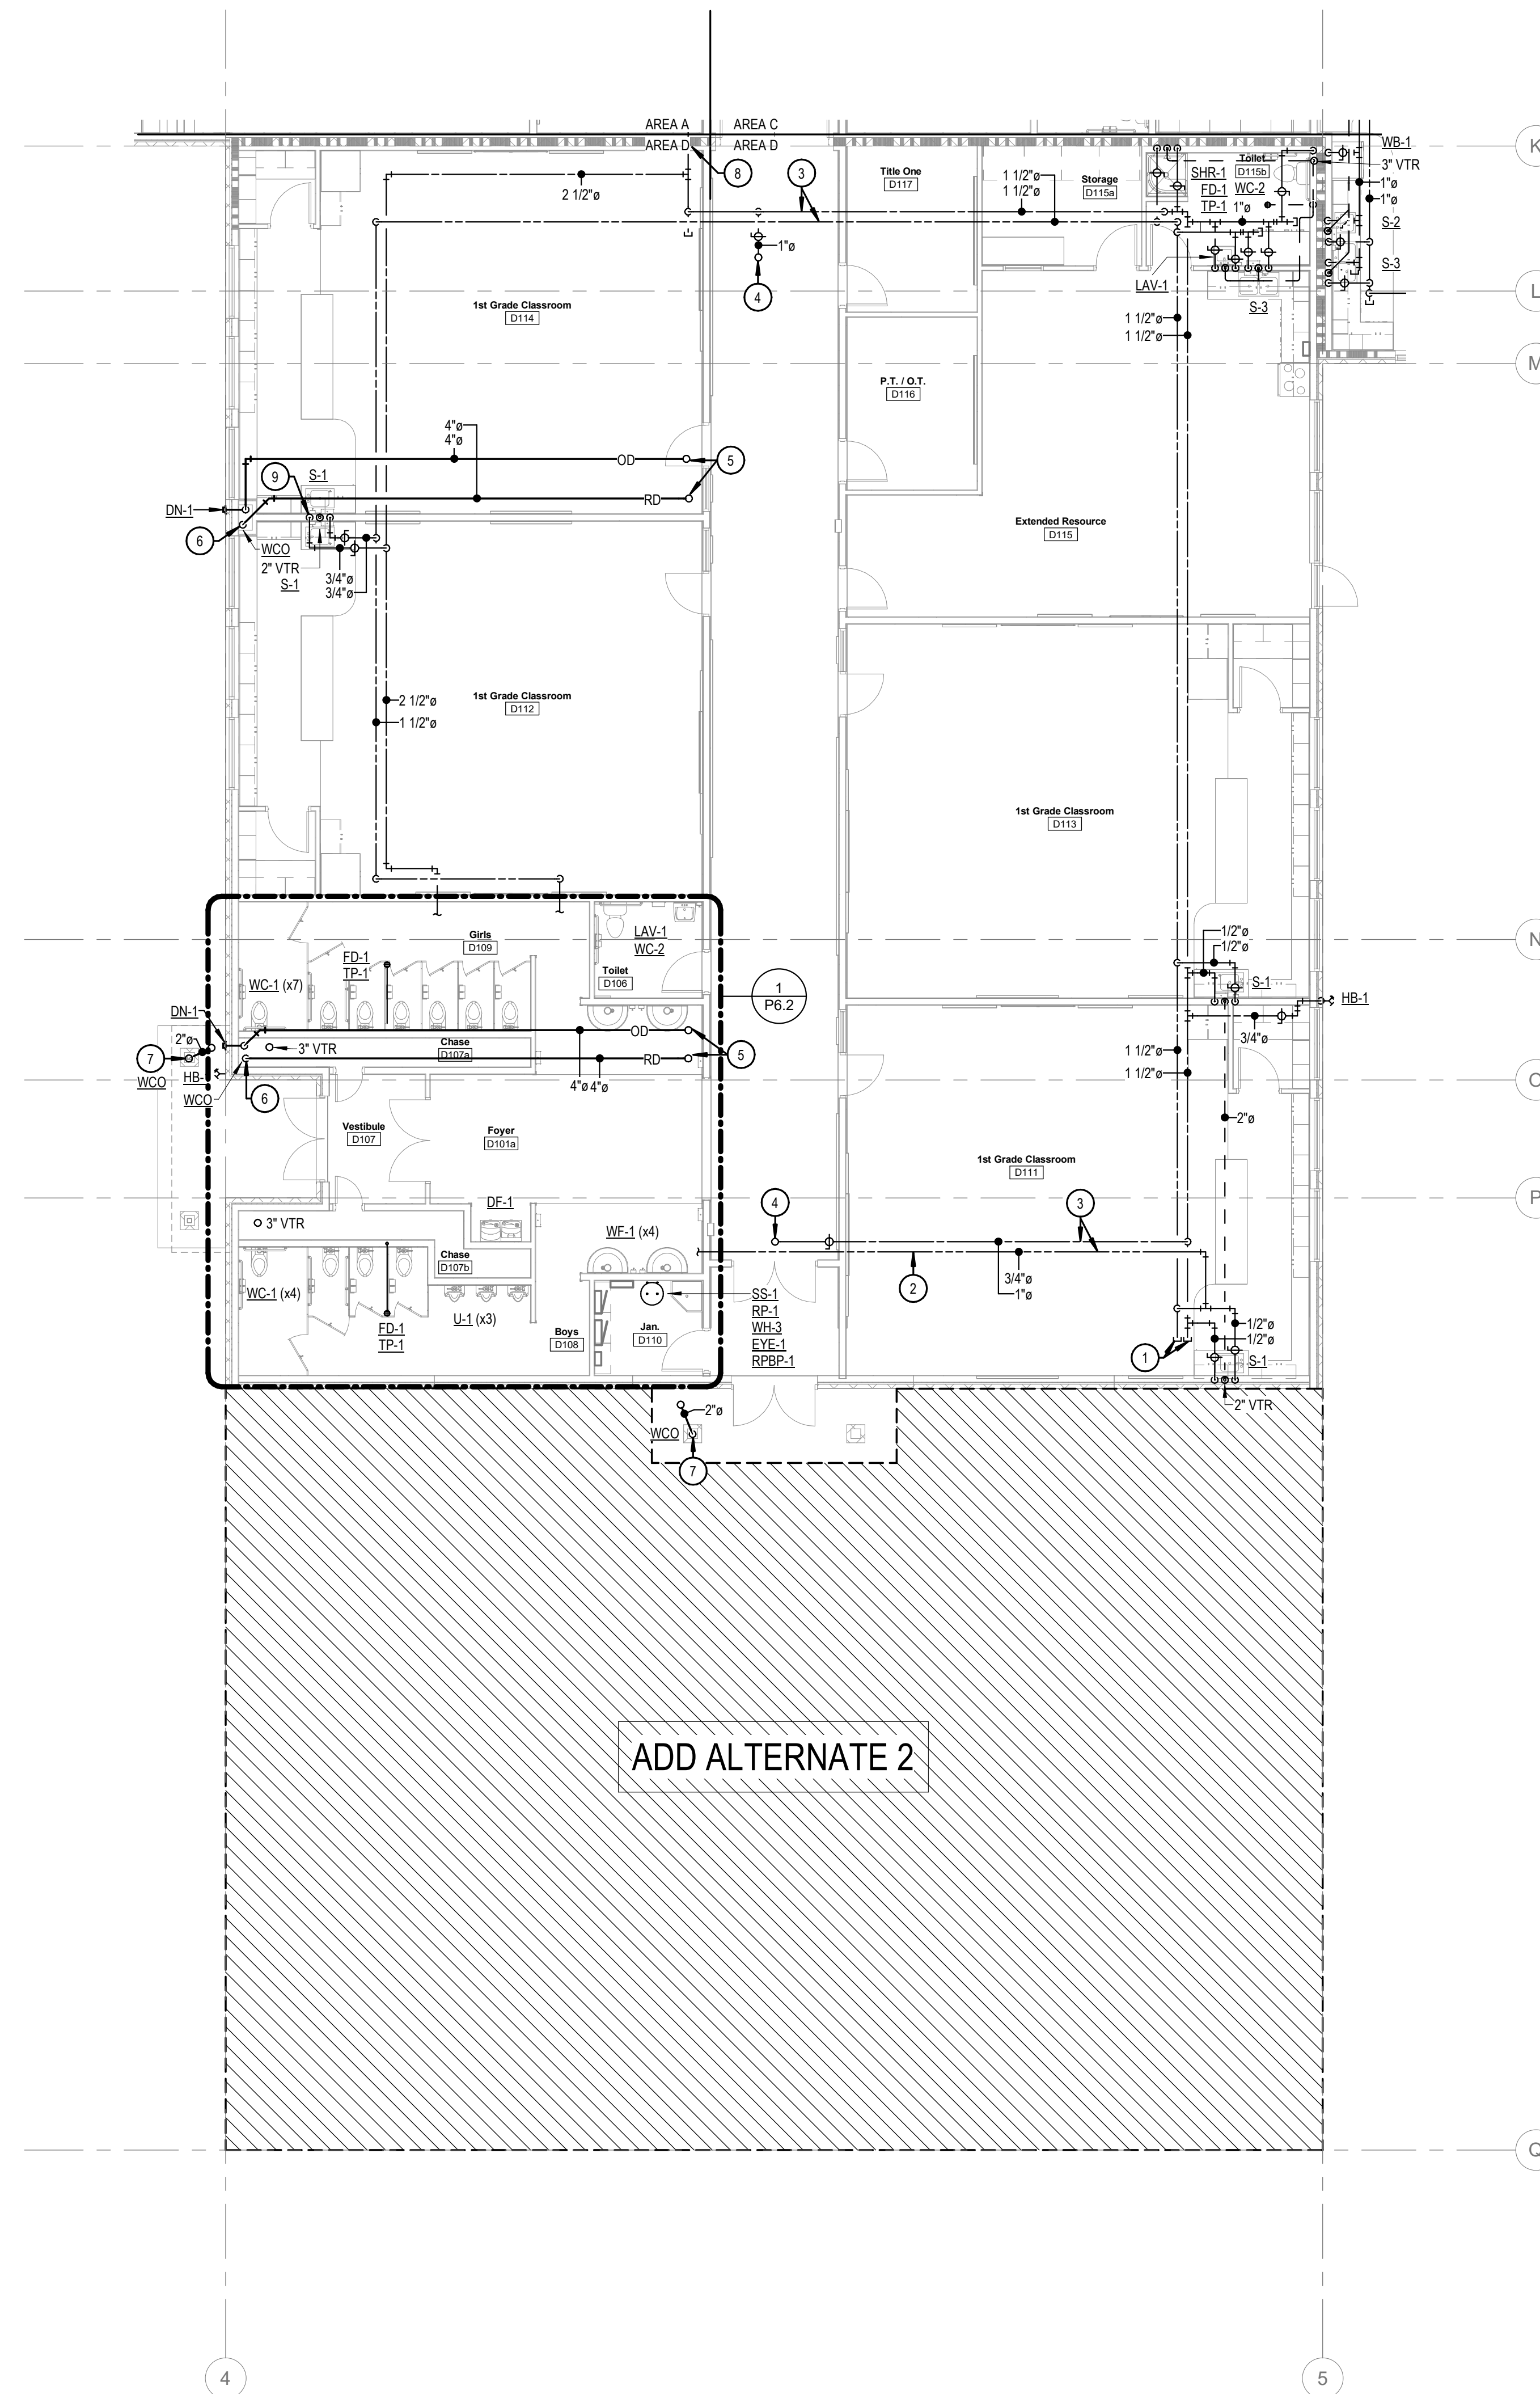 AREA A
AREA C
AREA D
AREA D
K
8
3
2 1/2"ø
Title One
D117
1 1/2"ø
1 1/2"ø
Storage
D115a
SHR-1
FD-1
TP-1
Toilet
D115b
WC-2
1"ø
WB-1
3" VTR
1"ø
1"ø
S-2
S-3
1"ø
4
LAV-1
S-3
L
1st Grade Classroom
D114
1 1/2"ø
1 1/2"ø
M
P.T. / O.T.
D116
4"ø
4"ø
OD
5
RD
9
S-1
DN-1
6
WCO
2" VTR
S-1
3/4"ø
3/4"ø
Extended Resource
D115
1st Grade Classroom
D112
2 1/2"ø
1 1/2"ø
1st Grade Classroom
D113
Girls
D109
LAV-1
WC-2
FD-1
TP-1
Toilet
D106
WC-1 (x7)
1
P6.2
1/2"ø
1/2"ø
S-1
HB-1
3/4"ø
N
DN-1
2"ø
7
WCO
HB-
WCO
6
3" VTR
Chase
D107a
OD
RD
5
4"ø
4"ø
1 1/2"ø
1 1/2"ø
O
2"ø
Vestibule
D107
Foyer
D101a
1st Grade Classroom
D111
P
3" VTR
DF-1
WF-1 (x4)
4
3
Chase
D107b
WC-1 (x4)
FD-1
TP-1
U-1 (x3)
Boys
D108
Jan.
D110
SS-1
RP-1
WH-3
EYE-1
RPBP-1
3/4"ø
1"ø
2
1
1/2"ø
1/2"ø
S-1
2" VTR
2"ø
WCO
7
ADD ALTERNATE 2
Q
4
5